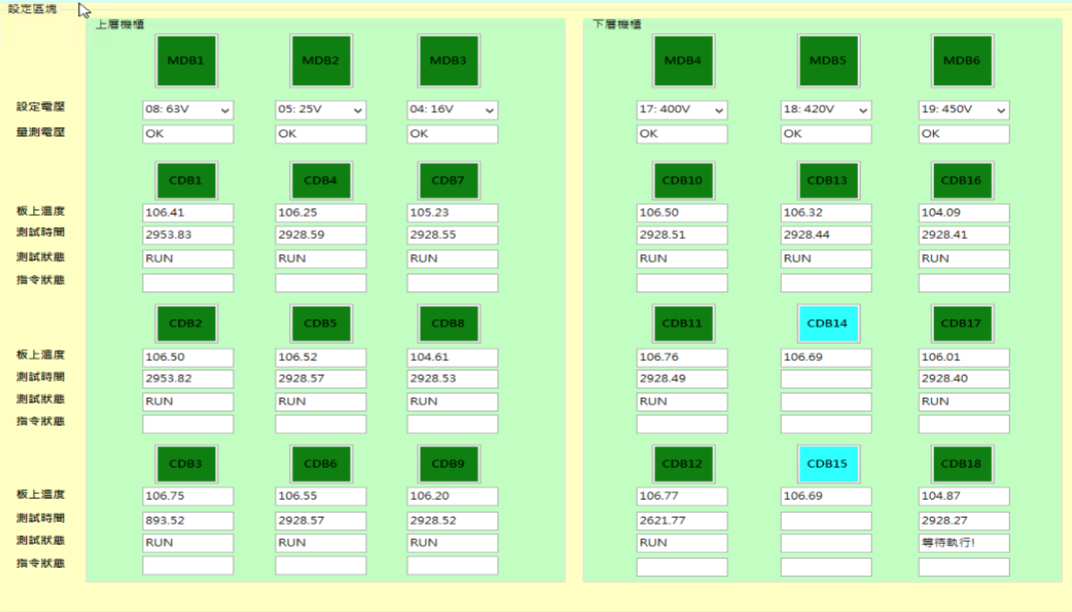 設定區塊
上層機櫃 下層機櫃
MDB1 MDB2 MDB3 MDB4 MDB5 MDB6
設定電壓 08: 63V 05: 25V 04: 16V 17: 400V 18: 420V 19: 450V
量測電壓 OK OK OK OK OK OK
CDB1 CDB4 CDB7 CDB10 CDB13 CDB16
板上溫度 106.41 106.25 105.23 106.50 106.32 104.09
測試時間 2953.83 2928.59 2928.55 2928.51 2928.44 2928.41
測試狀態 RUN RUN RUN RUN RUN RUN
指令狀態
CDB2 CDB5 CDB8 CDB11 CDB14 CDB17
板上溫度 106.50 106.52 104.61 106.76 106.69 106.01
測試時間 2953.82 2928.57 2928.53 2928.49 2928.40
測試狀態 RUN RUN RUN RUN RUN
指令狀態
CDB3 CDB6 CDB9 CDB12 CDB15 CDB18
板上溫度 106.75 106.55 106.20 106.77 106.69 104.87
測試時間 893.52 2928.57 2928.52 2621.77 2928.27
測試狀態 RUN RUN RUN RUN 等待執行!
指令狀態